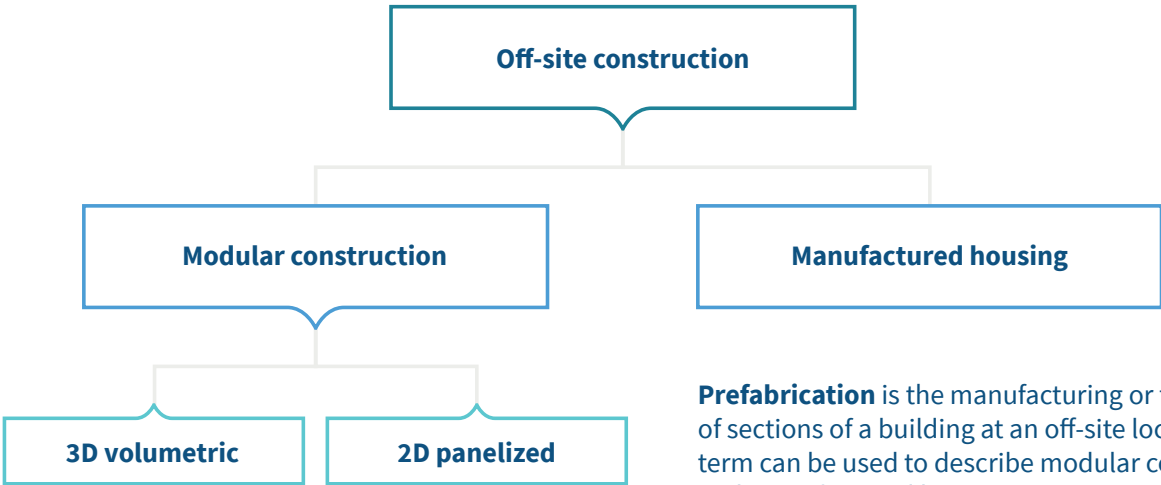 Off-site construction
Modular construction
Manufactured housing
3D volumetric
2D panelized
Prefabrication is the manufacturing or
of sections of a building at an off-site
term can be used to describe modular